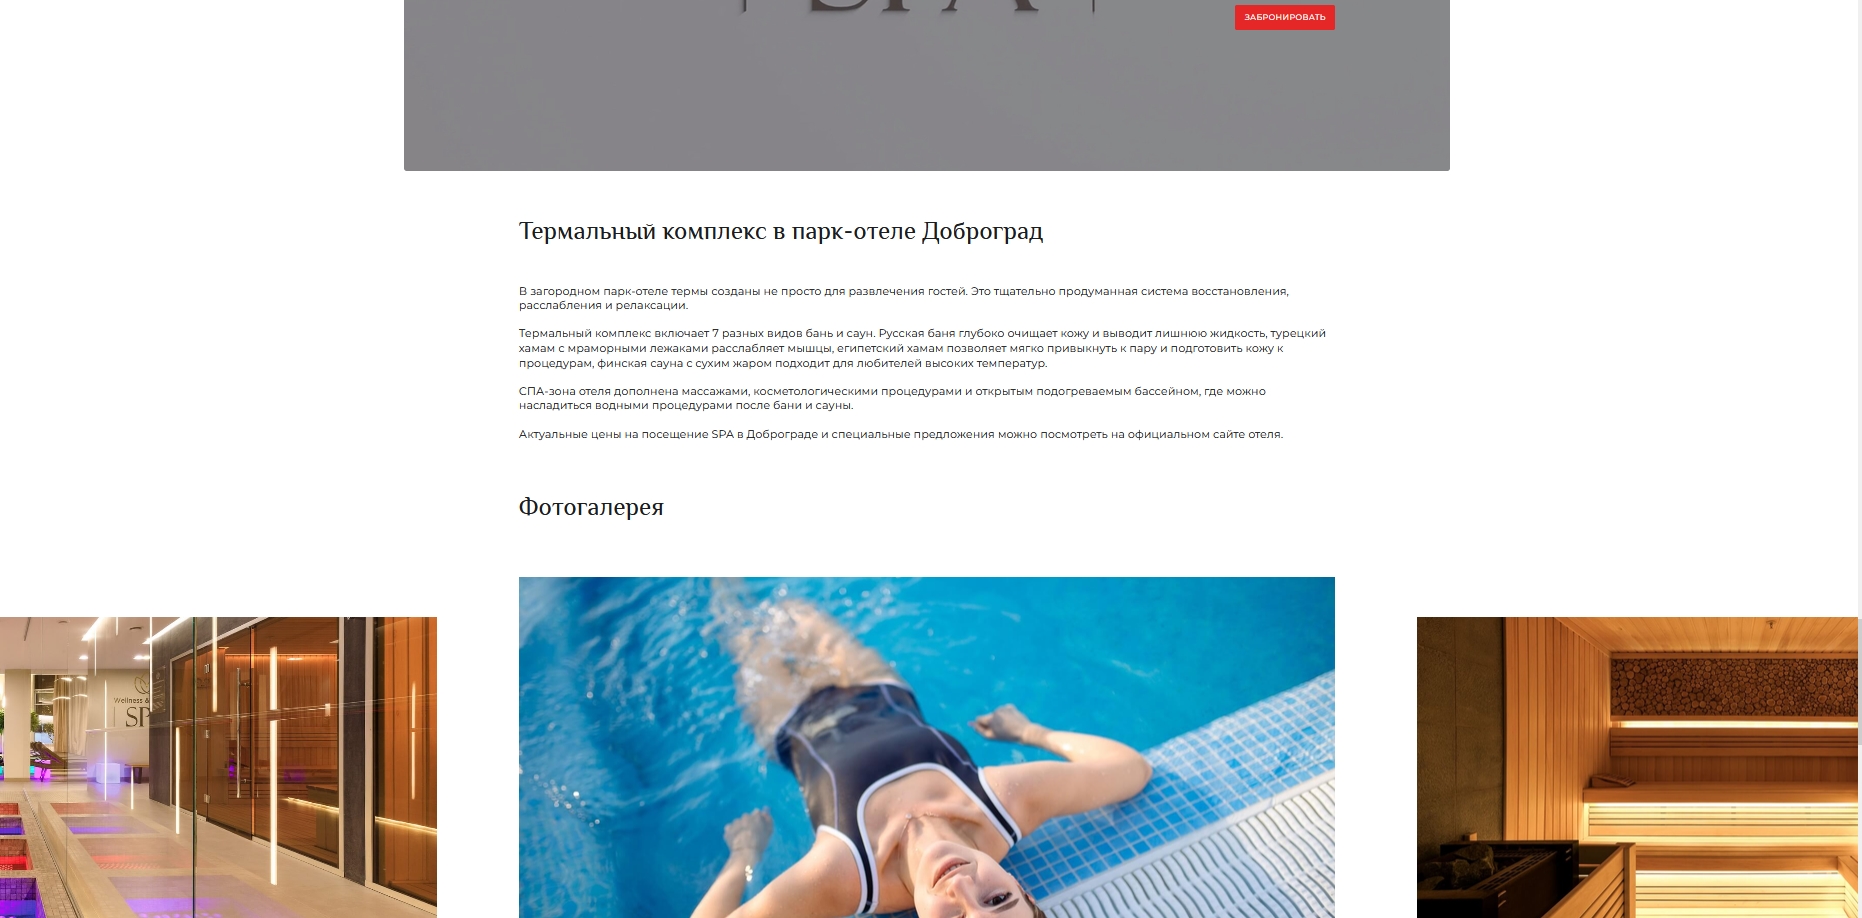 SPA
ЗАБРОНИРОВАТЬ
Термальный комплекс в парк-отеле Доброград
В загородном парк-отеле термы созданы не просто для развлечения гостей. Это тщательно продуманная система восстановления,
расслабления и релаксации.
Термальный комплекс включает 7 разных видов бань и саун. Русская баня глубоко очищает кожу и выводит лишнюю жидкость, турецкий
хамам с мраморными лежаками расслабляет мышцы, египетский хамам позволяет мягко привыкнуть к пару и подготовить кожу к
процедурам, финская сауна с сухим жаром подходит для любителей высоких температур.
СПА-зона отеля дополнена массажами, косметологическими процедурами и открытым подогреваемым бассейном, где можно
насладиться водными процедурами после бани и сауны.
Актуальные цены на посещение SPA в Доброграде и специальные предложения можно посмотреть на официальном сайте отеля.
Фотогалерея
Wellness &
SP